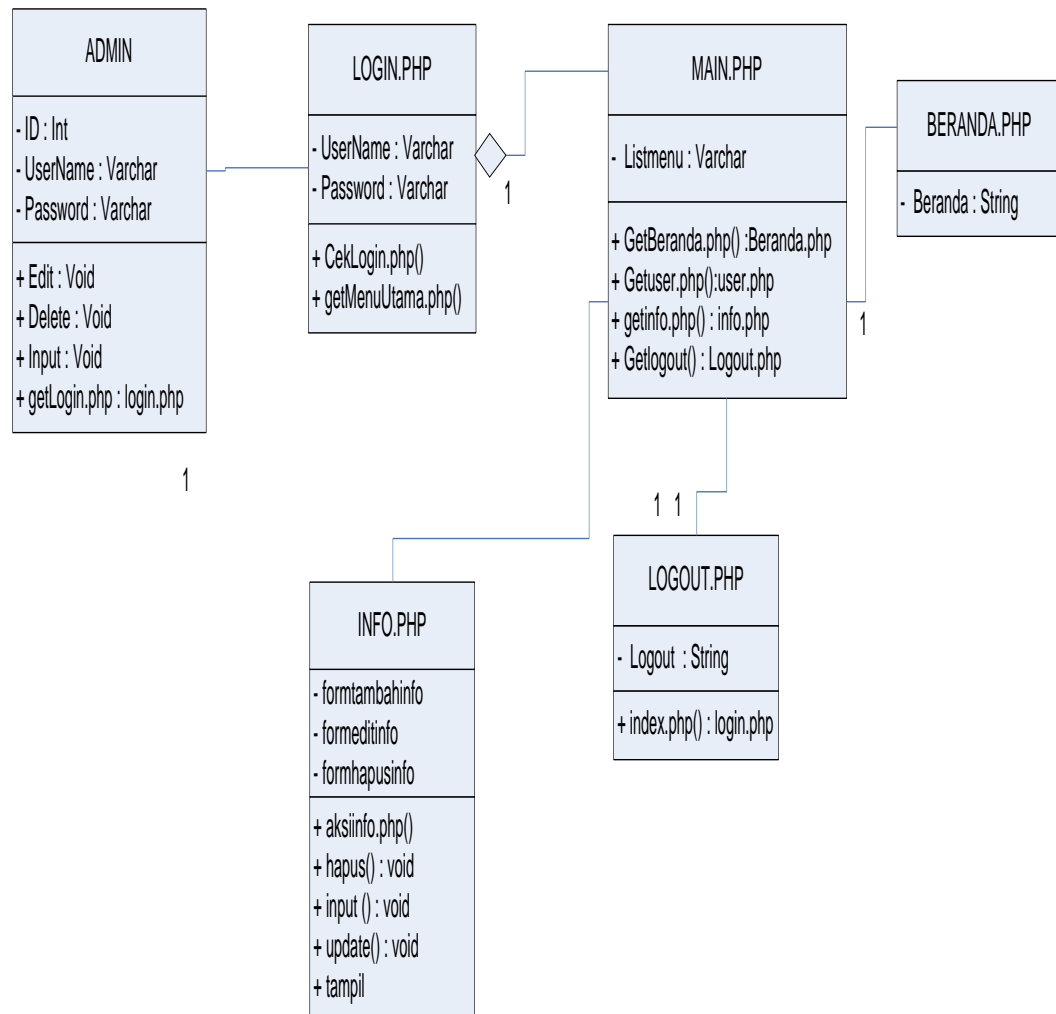 ADMIN
- ID : Int
- UserName : Varchar
- Password : Varchar
+ Edit : Void
+ Delete : Void
+ Input : Void
+ getLogin.php : login.php
1
LOGIN.PHP
- UserName : Varchar
- Password : Varchar
+ CekLogin.php()
+ getMenuUtama.php()
1
MAIN.PHP
- Listmenu : Varchar
+ GetBeranda.php() :Beranda.php
+ Getuser.php():user.php
+ getinfo.php() : info.php
+ Getlogout() : Logout.php
1
BERANDA.PHP
- Beranda : String
1 1
INFO.PHP
- formtambahinfo
- formeditinfo
- formhapusinfo
+ aksiinfo.php()
+ hapus() : void
+ input () : void
+ update() : void
+ tampil
LOGOUT.PHP
- Logout : String
+ index.php() : login.php